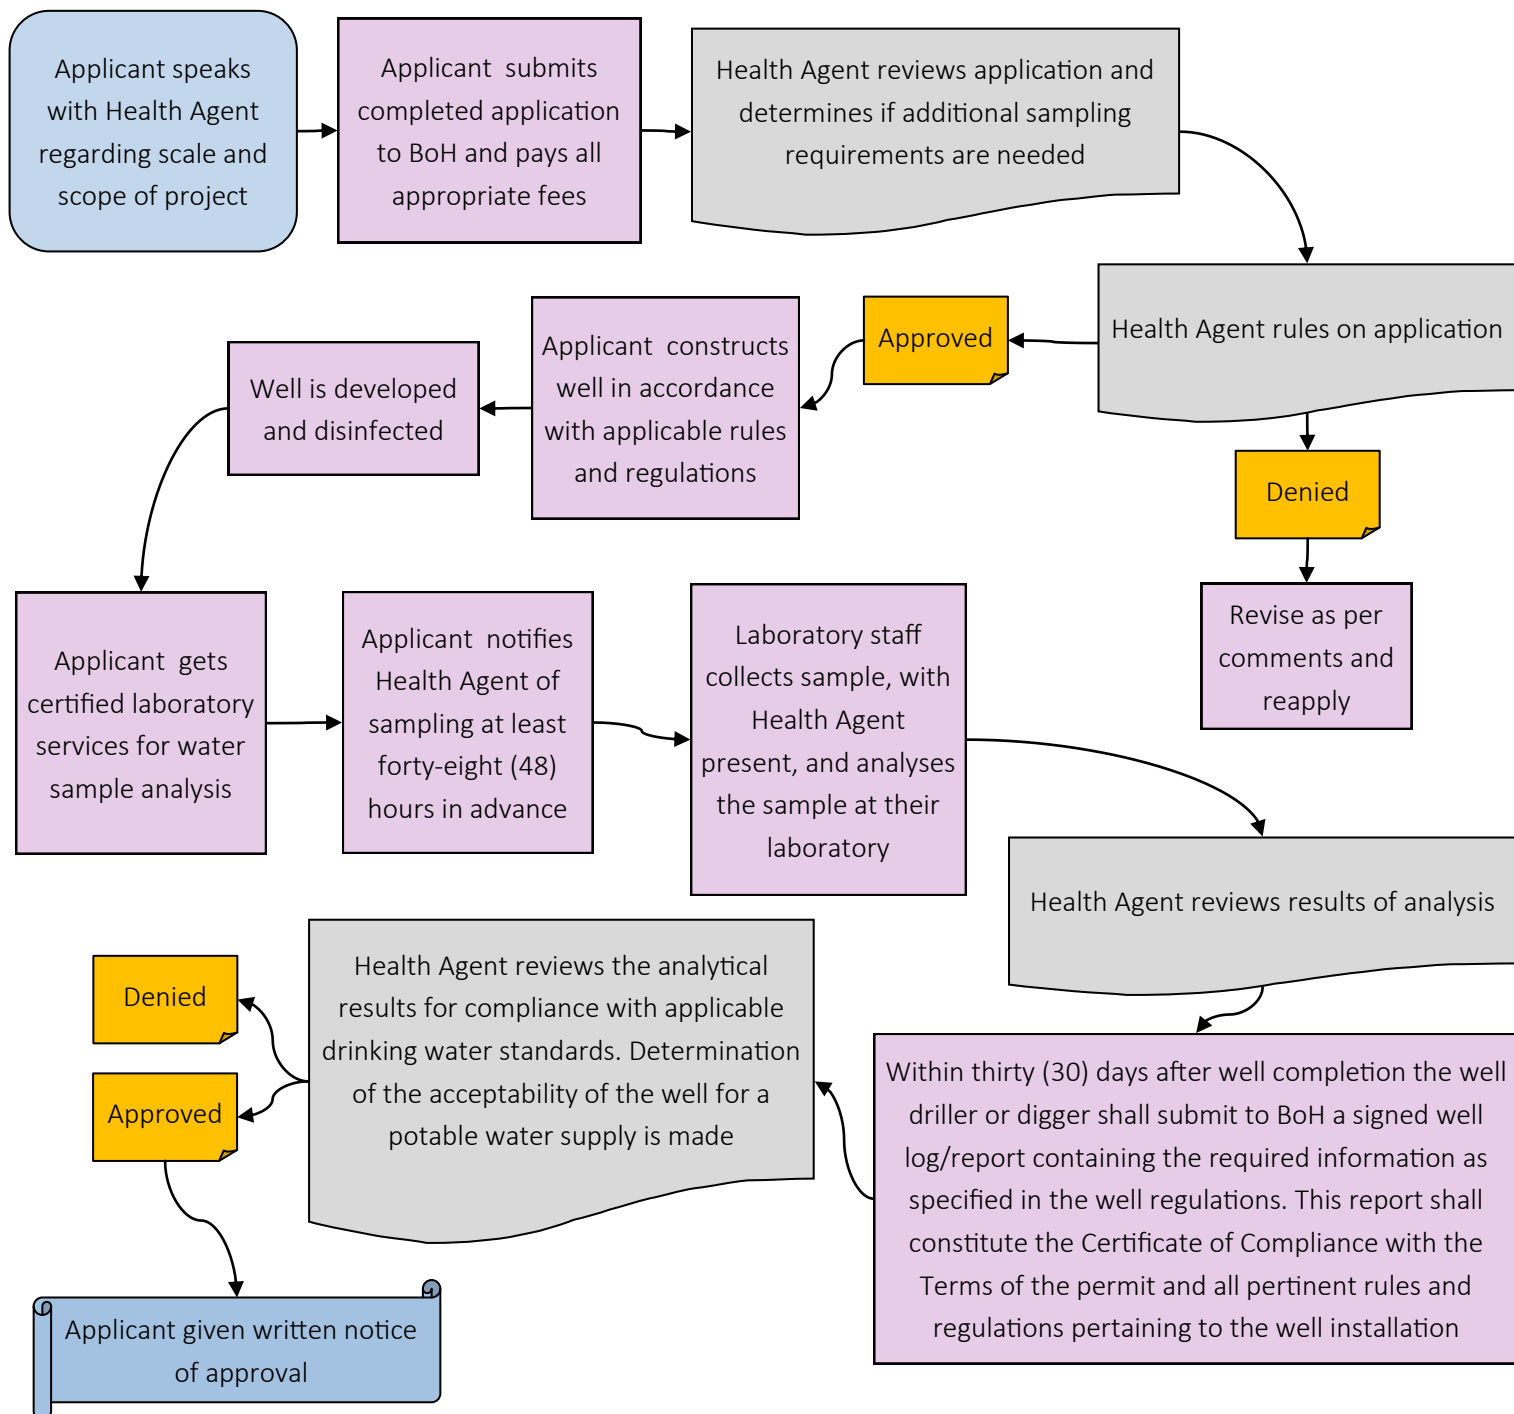 Applicant speaks
with Health Agent
regarding scale and
scope of project
Applicant submits
completed application
to BoH and pays all
appropriate fees
Health Agent reviews application and
determines if additional sampling
requirements are needed
Health Agent rules on application
Approved
Applicant constructs
well in accordance
with applicable rules
and regulations
Well is developed
and disinfected
Denied
Revise as per
comments and
reapply
Applicant gets
certified laboratory
services for water
sample analysis
Applicant notifies
Health Agent of
sampling at least
forty-eight (48)
hours in advance
Laboratory staff
collects sample, with
Health Agent
present, and analyses
the sample at their
laboratory
Health Agent reviews results of analysis
Within thirty (30) days after well completion the well
driller or digger shall submit to BoH a signed well
log/report containing the required information as
specified in the well regulations. This report shall
constitute the Certificate of Compliance with the
Terms of the permit and all pertinent rules and
regulations pertaining to the well installation
Health Agent reviews the analytical
results for compliance with applicable
drinking water standards. Determination
of the acceptability of the well for a
potable water supply is made
Denied
Approved
Applicant given written notice
of approval